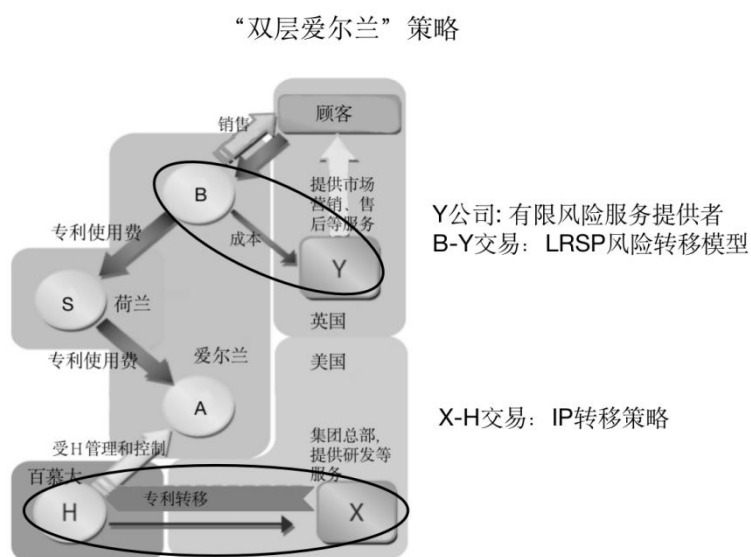 “双层爱尔兰”策略
顾客
销售
B
提供市场
营销、售
后等服务
Y公司: 有限风险服务提供者
B-Y交易：LRSP风险转移模型
专利使用费
成本
Y
S
荷兰
英国
专利使用费
爱尔兰
美国
A
X-H交易：IP转移策略
受H管理和控制
集团总部,
提供研发等
服务
百慕大
专利转移
H
X